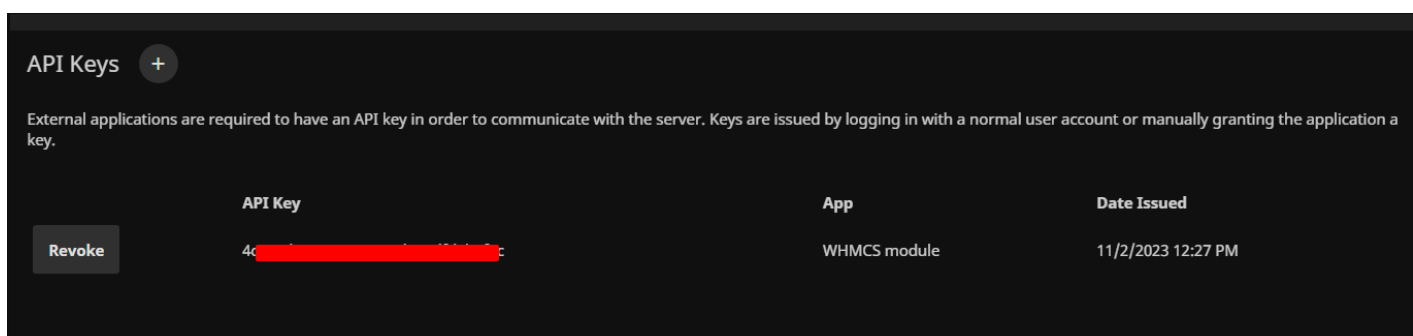 API Keys +
External applications are required to have an API key in order to communicate with the server. Keys are issued by logging in with a normal user account or manually granting the application a
key.
API Key App Date Issued
Revoke WHMCS module 11/2/2023 12:27 PM